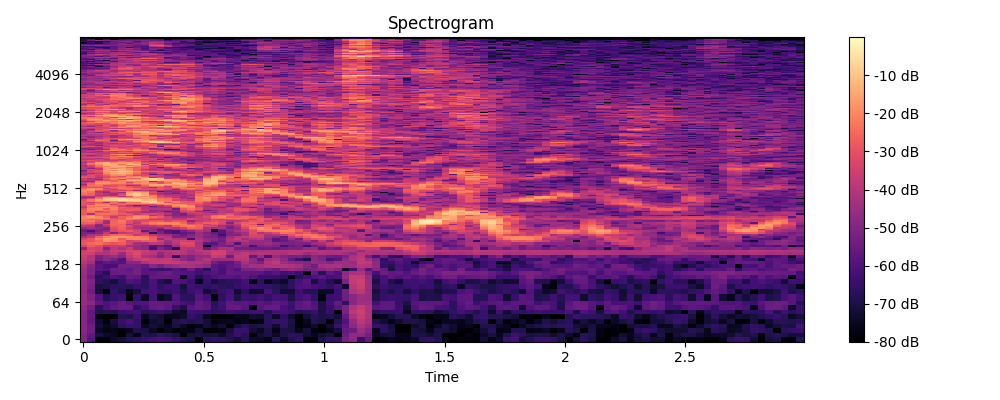 Spectrogram
Hz
4096
2048
1024
512
256
128
64
0
0
0.5
1
1.5
2
2.5
Time
-10 dB
-20 dB
-30 dB
-40 dB
-50 dB
-60 dB
-70 dB
-80 dB